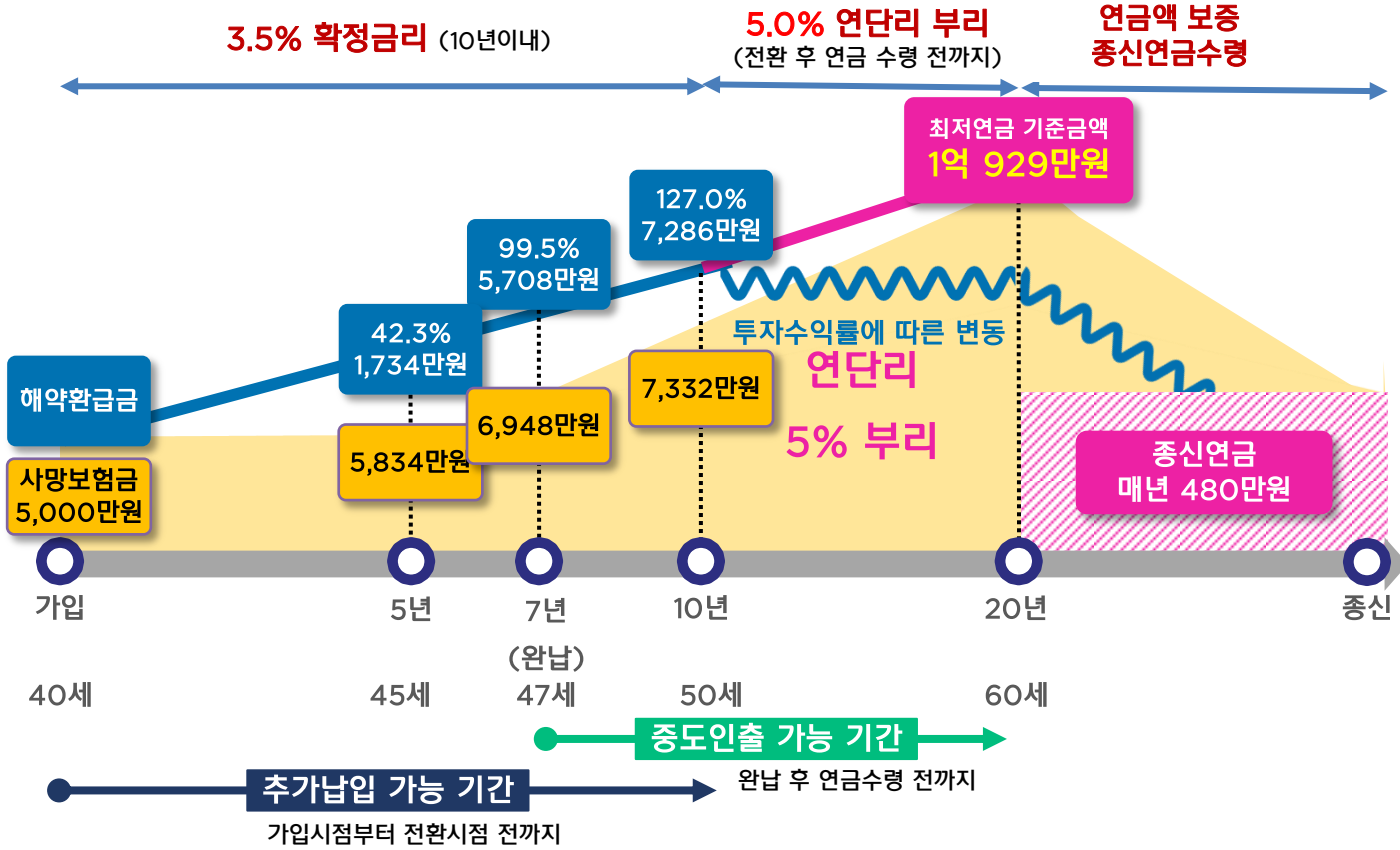 3.5% 확정금리 (10년이내)
5.0% 연단리 부리
(전환 후 연금 수령 전까지)
연금액 보증
종신연금수령
최저연금 기준금액
1억 929만원
127.0%
7,286만원
99.5%
5,708만원
42.3%
1,734만원
해약환급금
투자수익률에 따른 변동
연단리
5% 부리
7,332만원
6,948만원
5,834만원
사망보험금
5,000만원
종신연금
매년 480만원
가입
5년
7년
10년
20년
종신
(완납)
40세
45세
47세
50세
60세
중도인출 가능 기간
완납 후 연금수령 전까지
추가납입 가능 기간
가입시점부터 전환시점 전까지